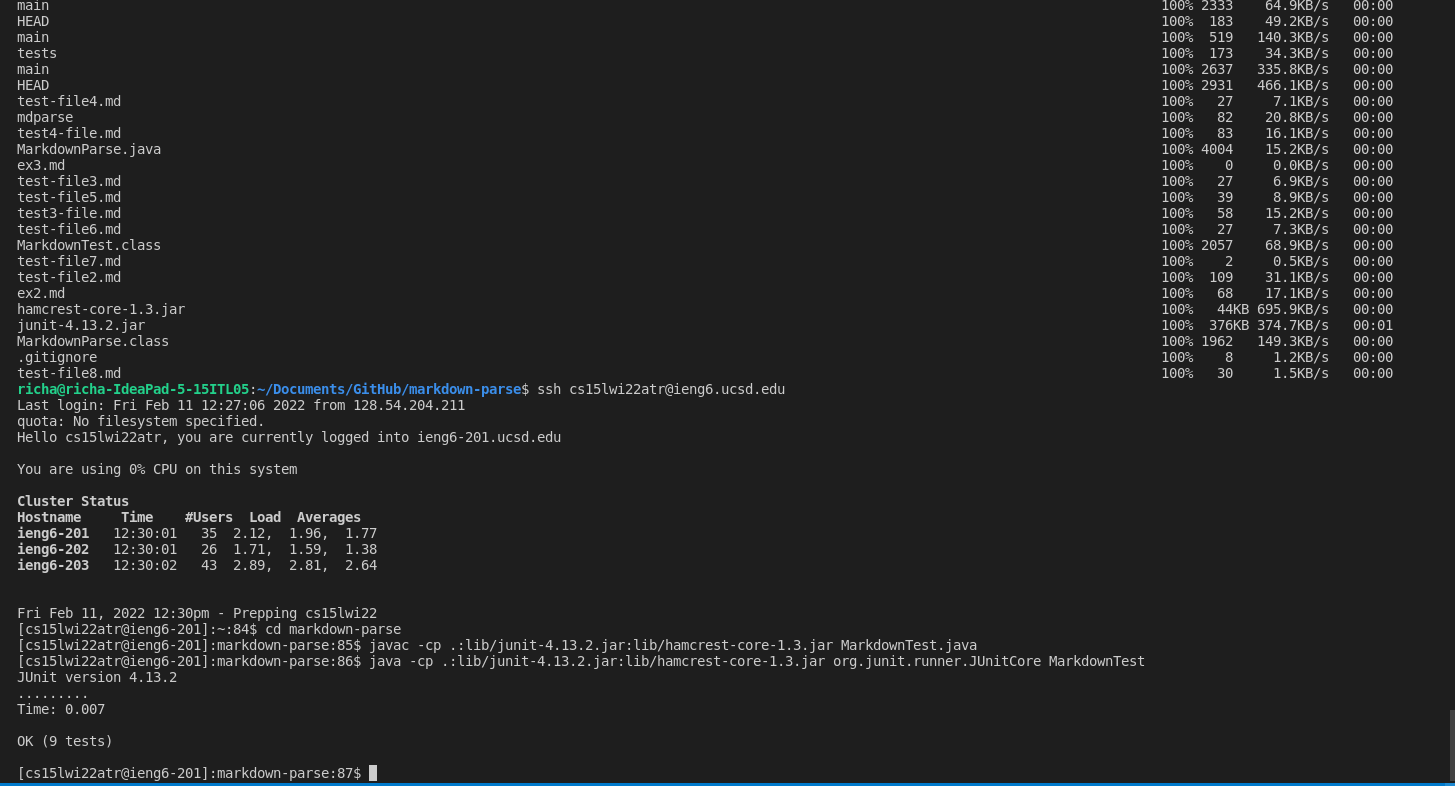 main                                                                                                                                           100% 2333    64.9KB/s   00:00
HEAD                                                                                                                                           100%  183    49.2KB/s   00:00
main                                                                                                                                           100%  519   140.3KB/s   00:00
tests                                                                                                                                          100%  173    34.3KB/s   00:00
main                                                                                                                                           100% 2637   335.8KB/s   00:00
HEAD                                                                                                                                           100% 2931   466.1KB/s   00:00
test-file4.md                                                                                                                                  100%   27     7.1KB/s   00:00
mdparse                                                                                                                                        100%   82    20.8KB/s   00:00
test4-file.md                                                                                                                                  100%   83    16.1KB/s   00:00
MarkdownParse.java                                                                                                                             100% 4004    15.2KB/s   00:00
ex3.md                                                                                                                                         100%    0     0.0KB/s   00:00
test-file3.md                                                                                                                                  100%   27     6.9KB/s   00:00
test-file5.md                                                                                                                                  100%   39     8.9KB/s   00:00
test3-file.md                                                                                                                                  100%   58    15.2KB/s   00:00
test-file6.md                                                                                                                                  100%   27     7.3KB/s   00:00
MarkdownTest.class                                                                                                                             100% 2057    68.9KB/s   00:00
test-file7.md                                                                                                                                  100%    2     0.5KB/s   00:00
test-file2.md                                                                                                                                  100%  109    31.1KB/s   00:00
ex2.md                                                                                                                                         100%   68    17.1KB/s   00:00
hamcrest-core-1.3.jar                                                                                                                          100%   44KB 695.9KB/s   00:00
junit-4.13.2.jar                                                                                                                               100%  376KB 374.7KB/s   00:01
MarkdownParse.class                                                                                                                            100% 1962   149.3KB/s   00:00
.gitignore                                                                                                                                     100%    8     1.2KB/s   00:00
test-file8.md                                                                                                                                  100%   30     1.5KB/s   00:00
richa@richa-IdeaPad-5-15ITL05:~/Documents/GitHub/markdown-parse$ ssh cs15lwi22atr@ieng6.ucsd.edu
Last login: Fri Feb 11 12:27:06 2022 from 128.54.204.211
quota: No filesystem specified.
Hello cs15lwi22atr, you are currently logged into ieng6-201.ucsd.edu

You are using 0% CPU on this system

Cluster Status
Hostname     Time    #Users  Load  Averages
ieng6-201   12:30:01   35  2.12,  1.96,  1.77
ieng6-202   12:30:01   26  1.71,  1.59,  1.38
ieng6-203   12:30:02   43  2.89,  2.81,  2.64


Fri Feb 11, 2022 12:30pm - Prepping cs15lwi22
[cs15lwi22atr@ieng6-201]:~:84$ cd markdown-parse
[cs15lwi22atr@ieng6-201]:markdown-parse:85$ javac -cp .:lib/junit-4.13.2.jar:lib/hamcrest-core-1.3.jar MarkdownTest.java
[cs15lwi22atr@ieng6-201]:markdown-parse:86$ java -cp .:lib/junit-4.13.2.jar:lib/hamcrest-core-1.3.jar org.junit.runner.JUnitCore MarkdownTest
JUnit version 4.13.2
.........
Time: 0.007

OK (9 tests)

[cs15lwi22atr@ieng6-201]:markdown-parse:87$